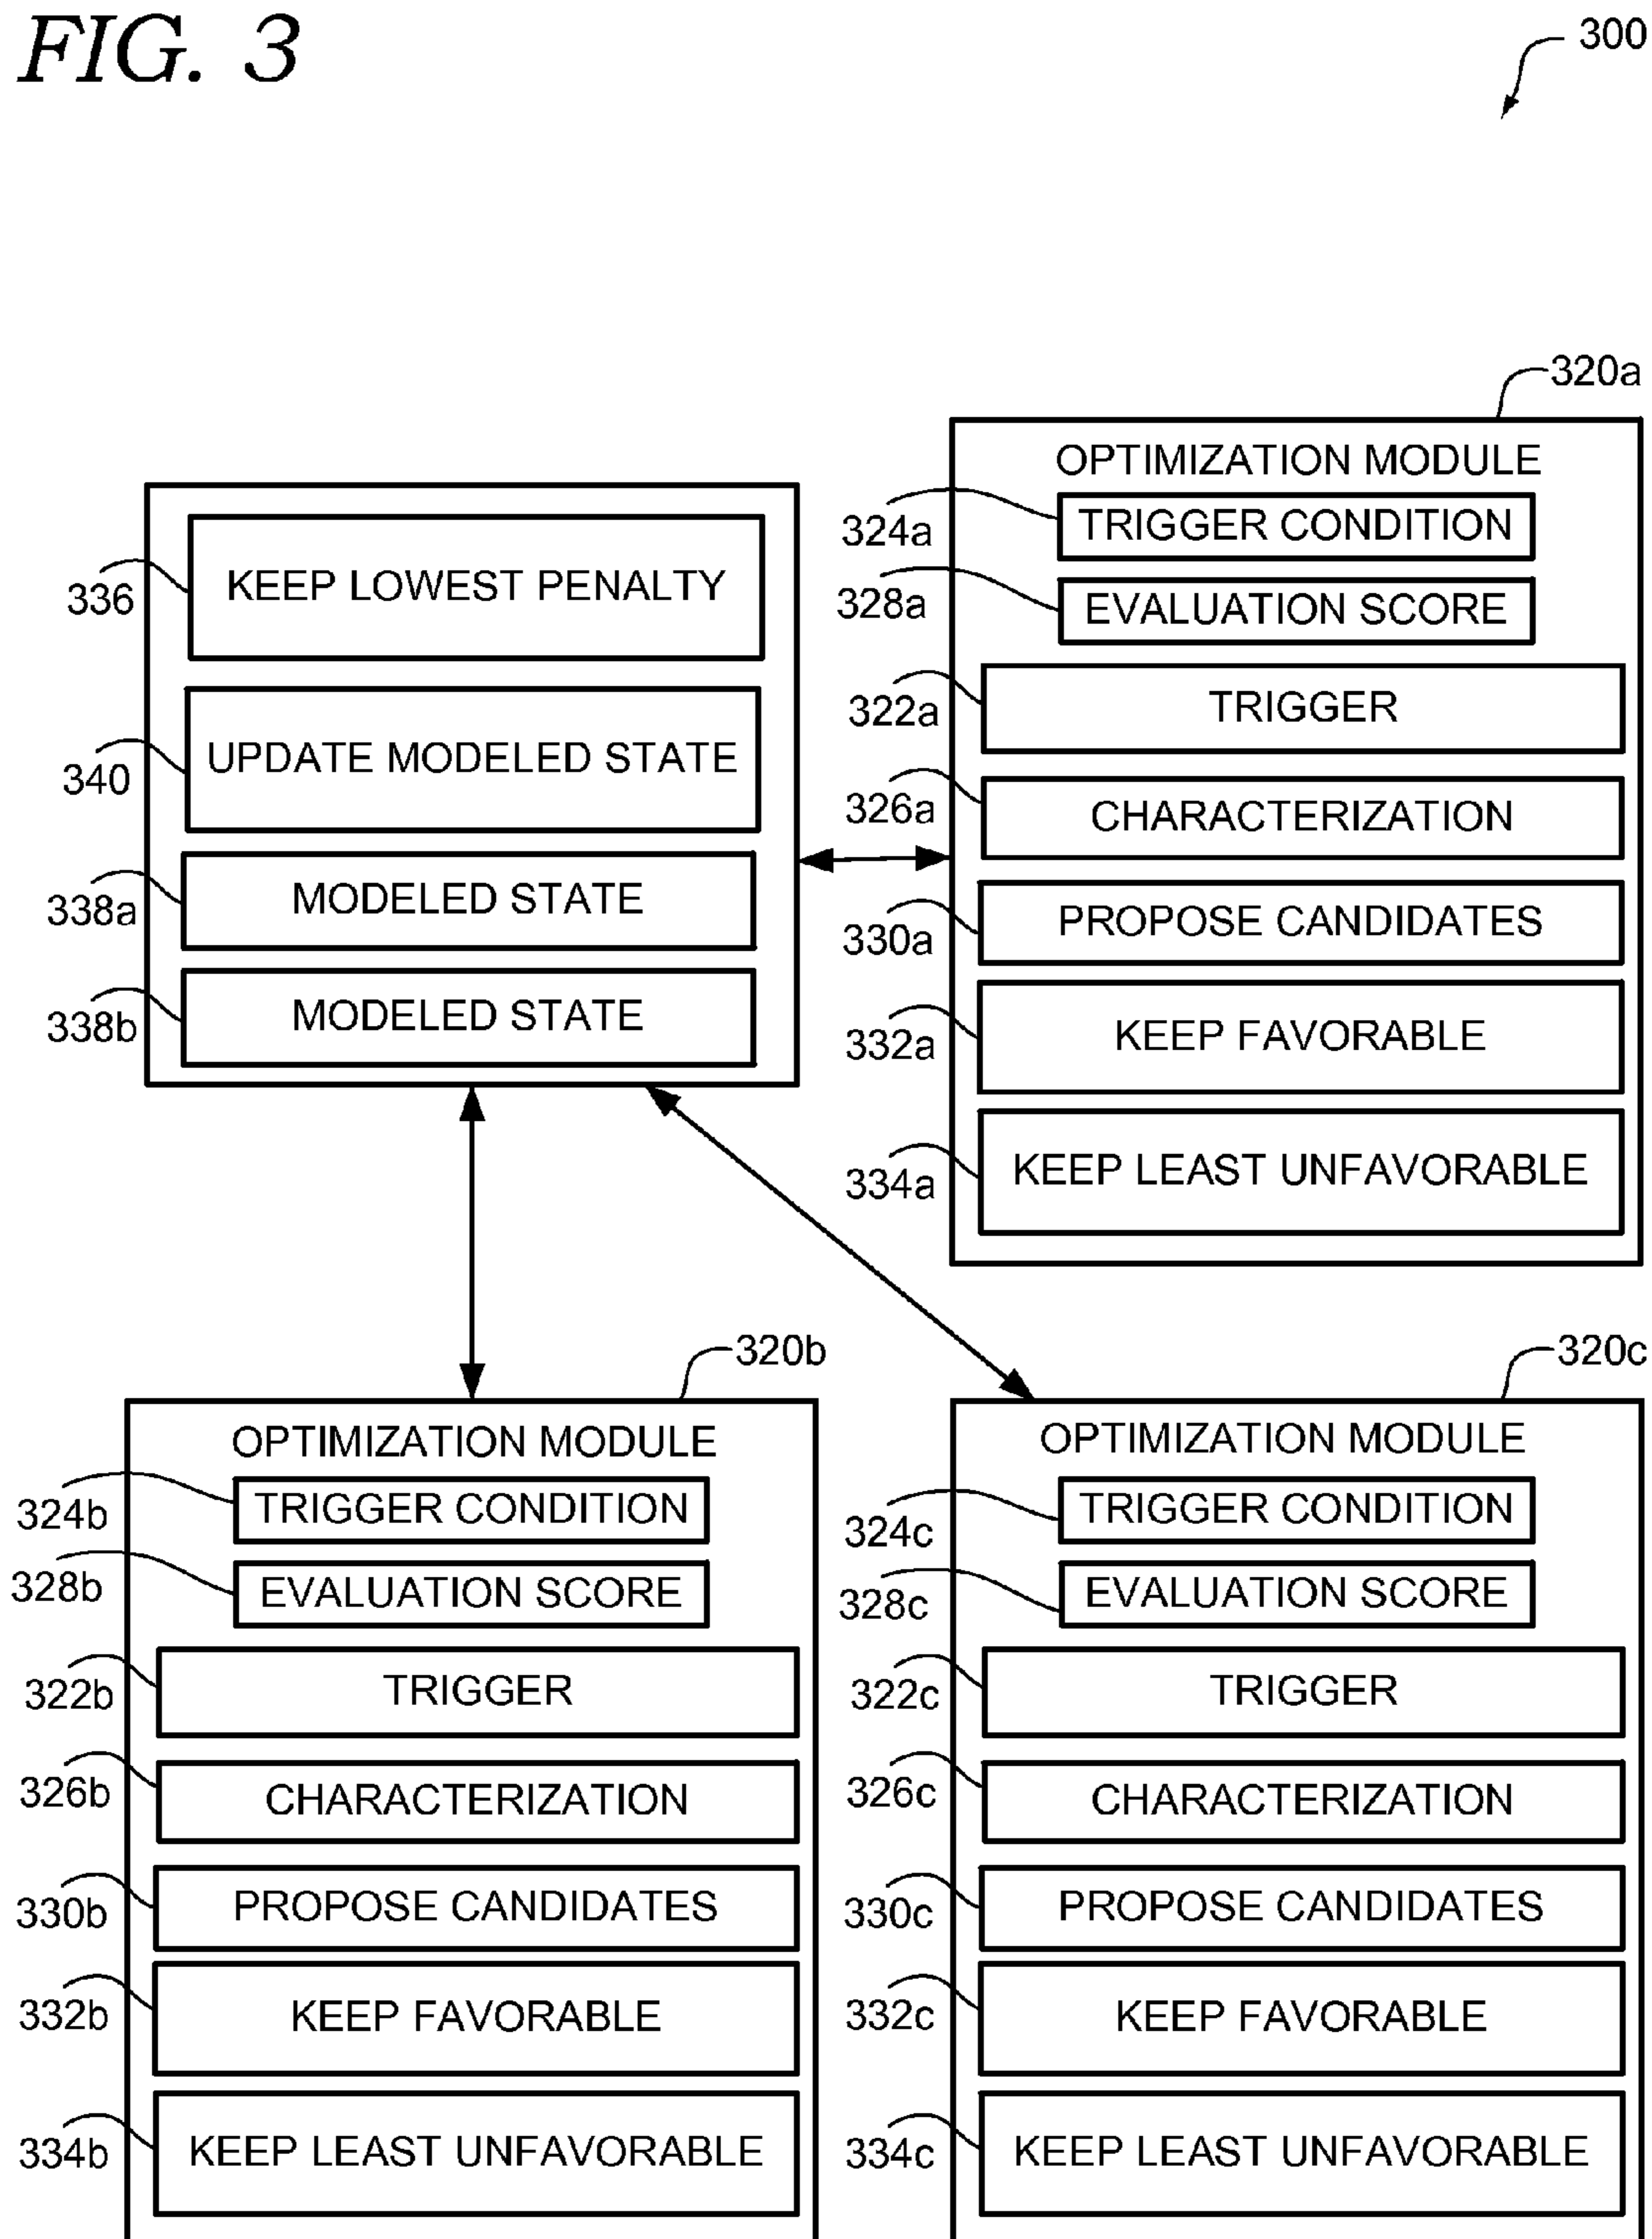 FIG. 3
300
336
KEEP LOWEST PENALTY
340
UPDATE MODELED STATE
338a
MODELED STATE
338b
MODELED STATE
320a
OPTIMIZATION MODULE
324a
TRIGGER CONDITION
328a
EVALUATION SCORE
322a
TRIGGER
326a
CHARACTERIZATION
330a
PROPOSE CANDIDATES
332a
KEEP FAVORABLE
334a
KEEP LEAST UNFAVORABLE
320b
OPTIMIZATION MODULE
324b
TRIGGER CONDITION
328b
EVALUATION SCORE
322b
TRIGGER
326b
CHARACTERIZATION
330b
PROPOSE CANDIDATES
332b
KEEP FAVORABLE
334b
KEEP LEAST UNFAVORABLE
320c
OPTIMIZATION MODULE
324c
TRIGGER CONDITION
328c
EVALUATION SCORE
322c
TRIGGER
326c
CHARACTERIZATION
330c
PROPOSE CANDIDATES
332c
KEEP FAVORABLE
334c
KEEP LEAST UNFAVORABLE